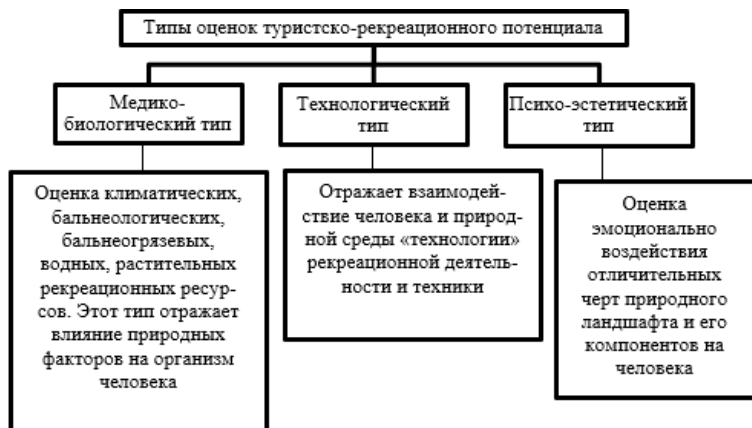 Типы оценок туристско-рекреационного потенциала
Медико-
биологический тип
Технологический
тип
Психо-эстетический
тип
Оценка климатических,
бальнеологических,
бальнеогрязевых,
водных, растительных
рекреационных ресур-
сов. Этот тип отражает
влияние природных
факторов на организм
человека
Отражает взаимодей-
ствие человека и природ-
ной среды «технологии»
рекреационной деятель-
ности и техники
Оценка
эмоционально
воздействия
отличительных
черт природного
ландшафта и его
компонентов на
человека